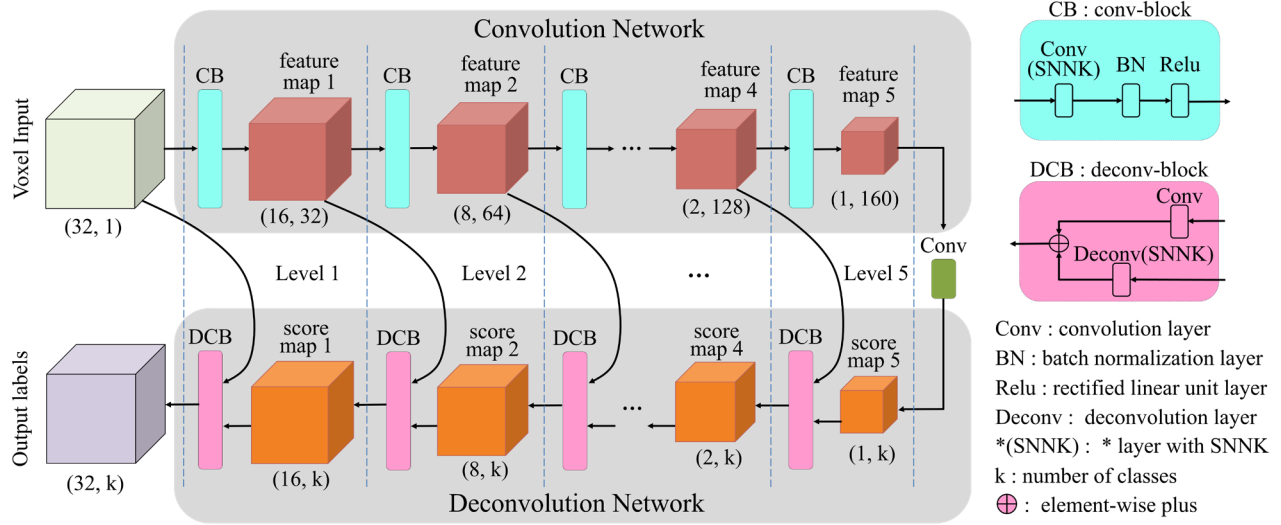 Convolution Network
Voxel Input
CB
feature
map 1
CB
feature
map 2
CB
...
feature
map 4
CB
feature
map 5
(32, 1)
(16, 32)
(8, 64)
(2, 128)
(1, 160)
Level 1
Level 2
...
Level 5
Conv
Output labels
DCB
score
map 1
DCB
score
map 2
DCB
...
score
map 4
DCB
score
map 5
(32, k)
(16, k)
(8, k)
(2, k)
(1, k)
Deconvolution Network
CB : conv-block
Conv
(SNNK)
BN
Relu
DCB : deconv-block
Conv
Deconv(SNNK)
Conv : convolution layer
BN : batch normalization layer
Relu : rectified linear unit layer
Deconv : deconvolution layer
*(SNNK) : * layer with SNNK
k : number of classes
⊕ : element-wise plus